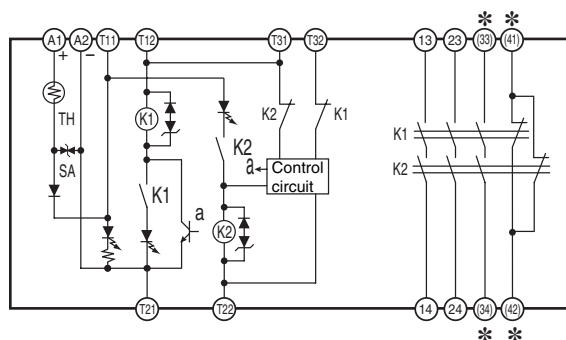 * *
A1 A2 T11 T12 T31 T32 13 23 (33) (41)
+ −
K1 K2 K1
TH K2 K1
SA K1 a Control circuit K2
a
K2
T21 T22 14 24 (34) (42)
* *